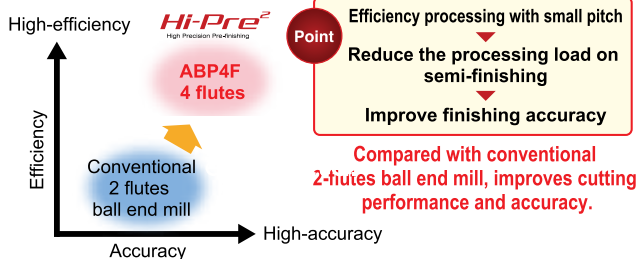 High-efficiency
Hi-Pre²
High Precision Pre-finishing
ABP4F
4 flutes
Efficiency
Conventional
2 flutes
ball end mill
Accuracy
High-accuracy
Point
Efficiency processing with small pitch
Reduce the processing load on
semi-finishing
Improve finishing accuracy
Compared with conventional
2-flutes ball end mill, improves cutting
performance and accuracy.